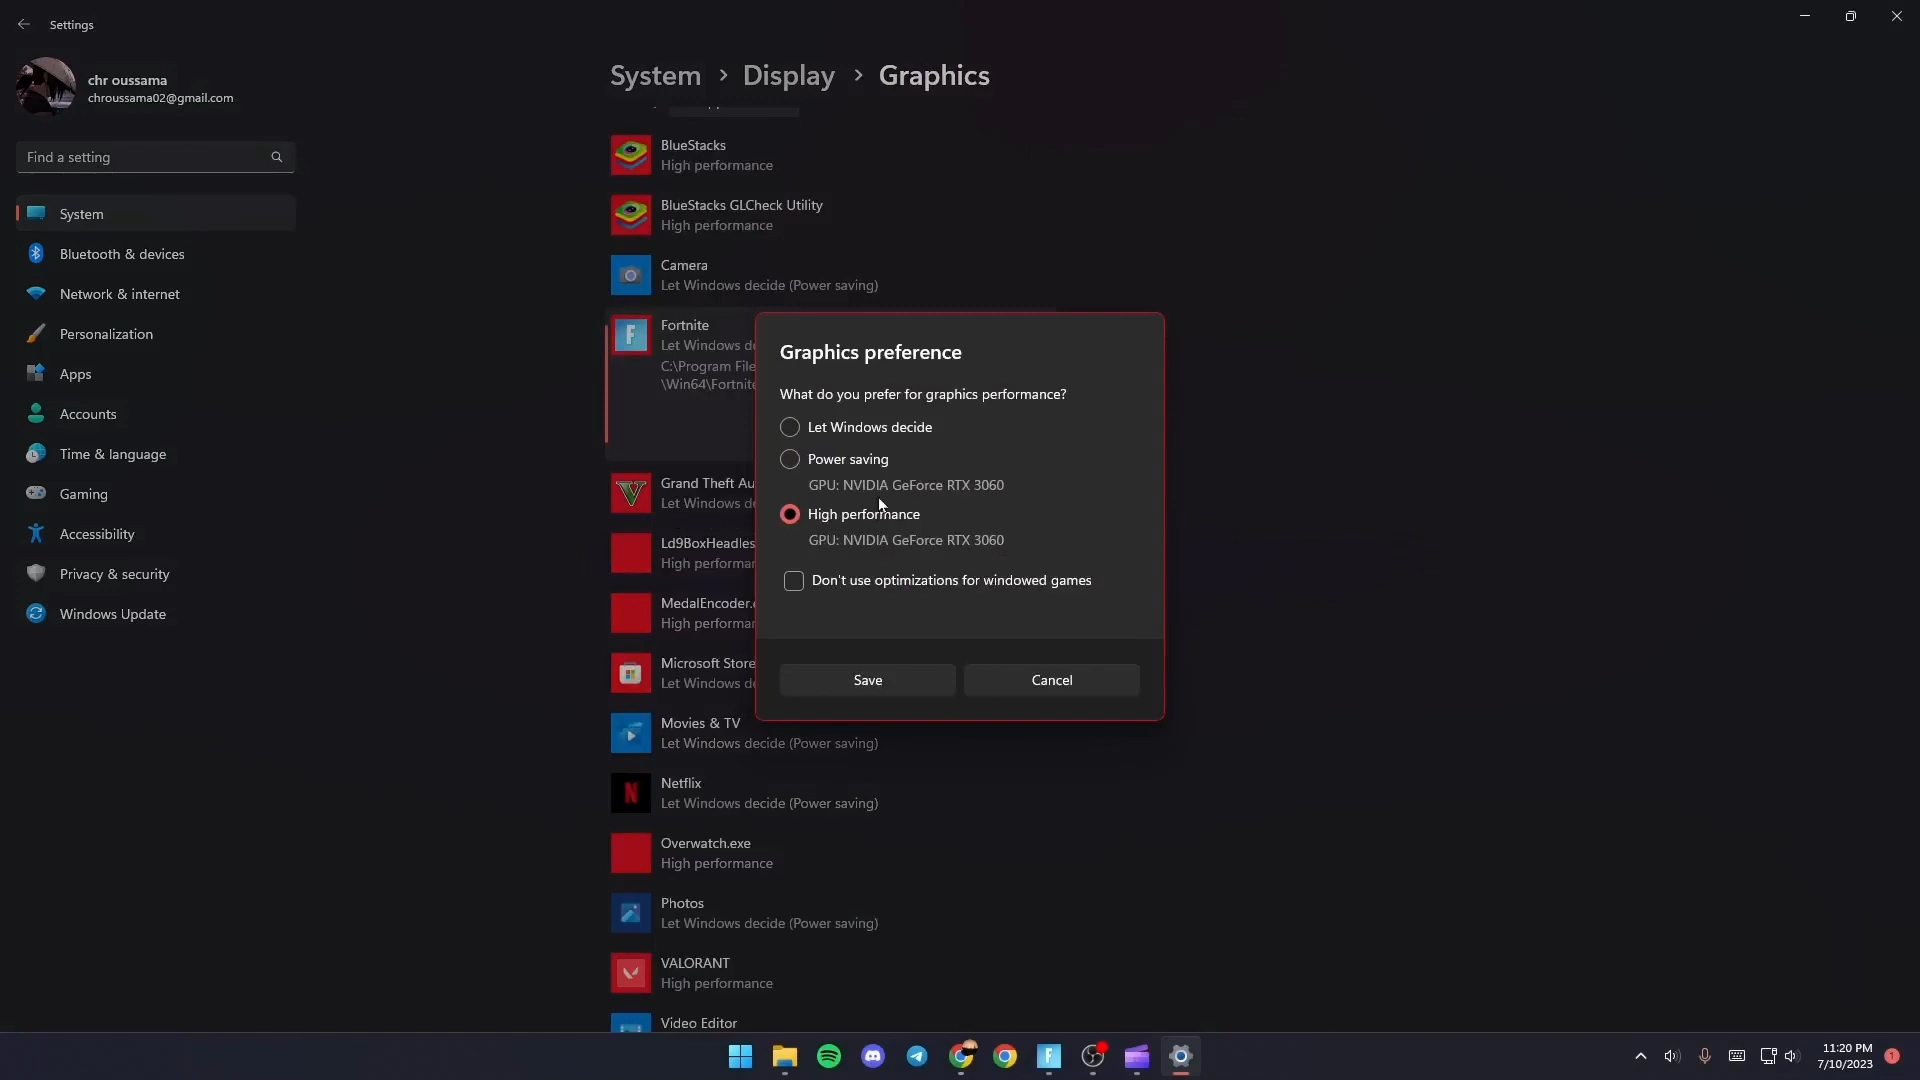 Settings
chr oussama
chroussama02@gmail.com
Find a setting
System
Bluetooth & devices
Network & internet
Personalization
Apps
Accounts
Time & language
Gaming
Accessibility
Privacy & security
Windows Update
System > Display > Graphics
BlueStacks
High performance
BlueStacks GLCheck Utility
High performance
Camera
Let Windows decide (Power saving)
Fortnite
Let Windows de
C:\Program File
\Win64\Fortnite
Grand Theft Au
Let Windows de
Ld9BoxHeadles
High performan
MedalEncoder.e
High performan
Microsoft Store
Let Windows de
Movies & TV
Let Windows decide (Power saving)
Netflix
Let Windows decide (Power saving)
Overwatch.exe
High performance
Photos
Let Windows decide (Power saving)
VALORANT
High performance
Video Editor
Graphics preference
What do you prefer for graphics performance?
Let Windows decide
Power saving
GPU: NVIDIA GeForce RTX 3060
High performance
GPU: NVIDIA GeForce RTX 3060
Don't use optimizations for windowed games
Save
Cancel
11:20 PM
7/10/2023
1